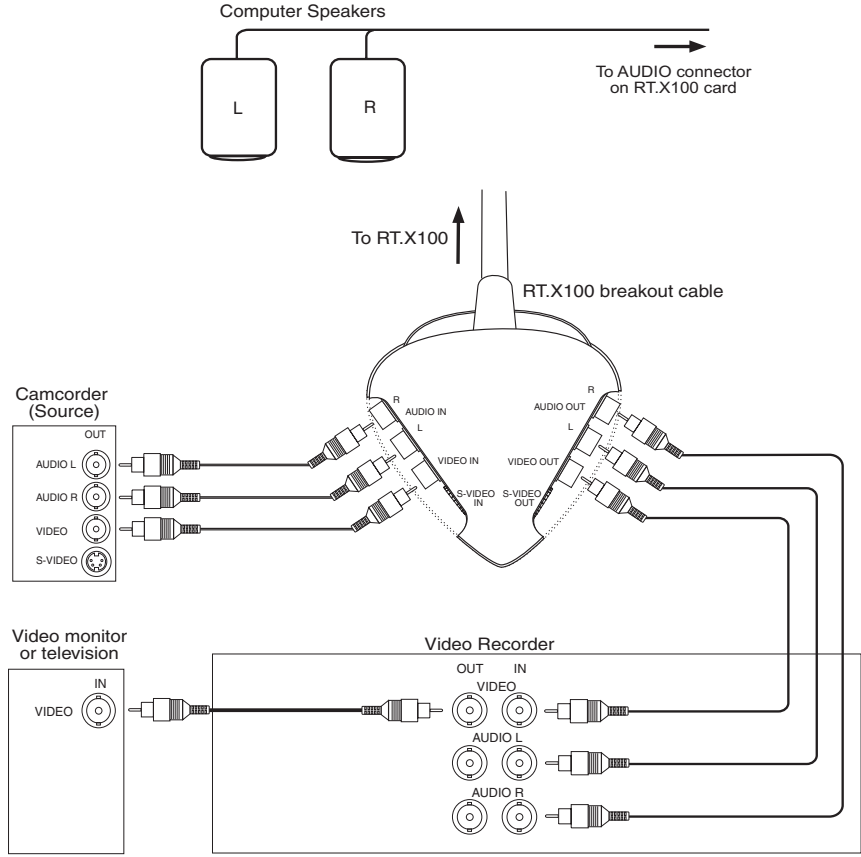 Computer Speakers
L
R
To AUDIO connector
on RT.X100 card
To RT.X100
RT.X100 breakout cable
Camcorder
(Source)
OUT
AUDIO L
AUDIO R
VIDEO
S-VIDEO
R
AUDIO IN
L
VIDEO IN
S-VIDEO
IN
R
AUDIO OUT
L
VIDEO OUT
S-VIDEO
OUT
Video monitor
or television
IN
VIDEO
Video Recorder
OUT IN
VIDEO
AUDIO L
AUDIO R